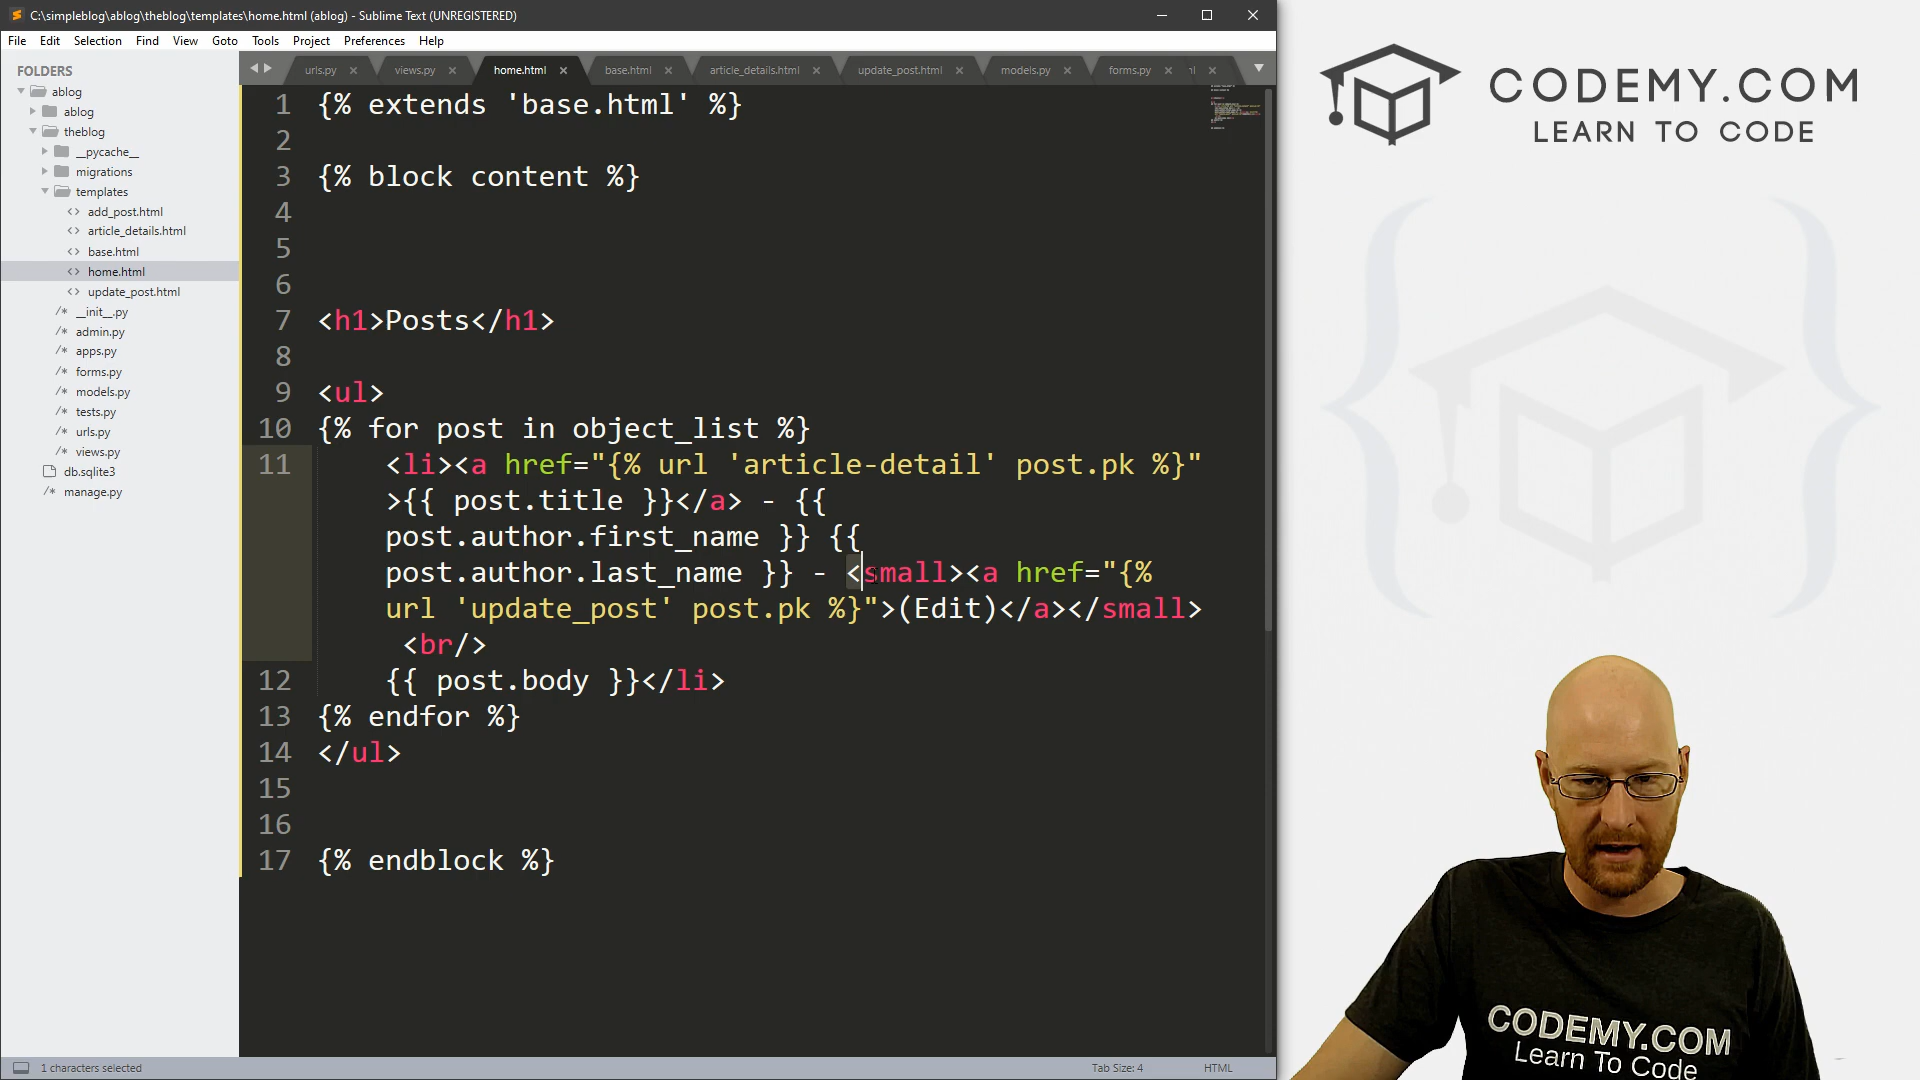 C:\simpleblog\ablog\theblog\templates\home.html (ablog) - Sublime Text (UNREGISTERED)
File Edit Selection Find View Goto Tools Project Preferences Help
FOLDERS
ablog
ablog
theblog
__pycache__
migrations
templates
add_post.html
article_details.html
base.html
home.html
update_post.html
__init__.py
admin.py
apps.py
forms.py
models.py
tests.py
urls.py
views.py
db.sqlite3
manage.py
urls.py views.py home.html base.html article_details.html update_post.html models.py forms.py
1 {% extends 'base.html' %}
2
3 {% block content %}
4
5
6
7 <h1>Posts</h1>
8
9 <ul>
10 {% for post in object_list %}
11 <li><a href="{% url 'article-detail' post.pk %}"
>{{ post.title }}</a> - {{
post.author.first_name }} {{
post.author.last_name }} - <small><a href="{%
url 'update_post' post.pk %}">(Edit)</a></small>
<br/>
12 {{ post.body }}</li>
13 {% endfor %}
14 </ul>
15
16
17 {% endblock %}
1 characters selected
Tab Size: 4
HTML
CODEMY.COM
LEARN TO CODE
CODEMY.COM
Learn To Code